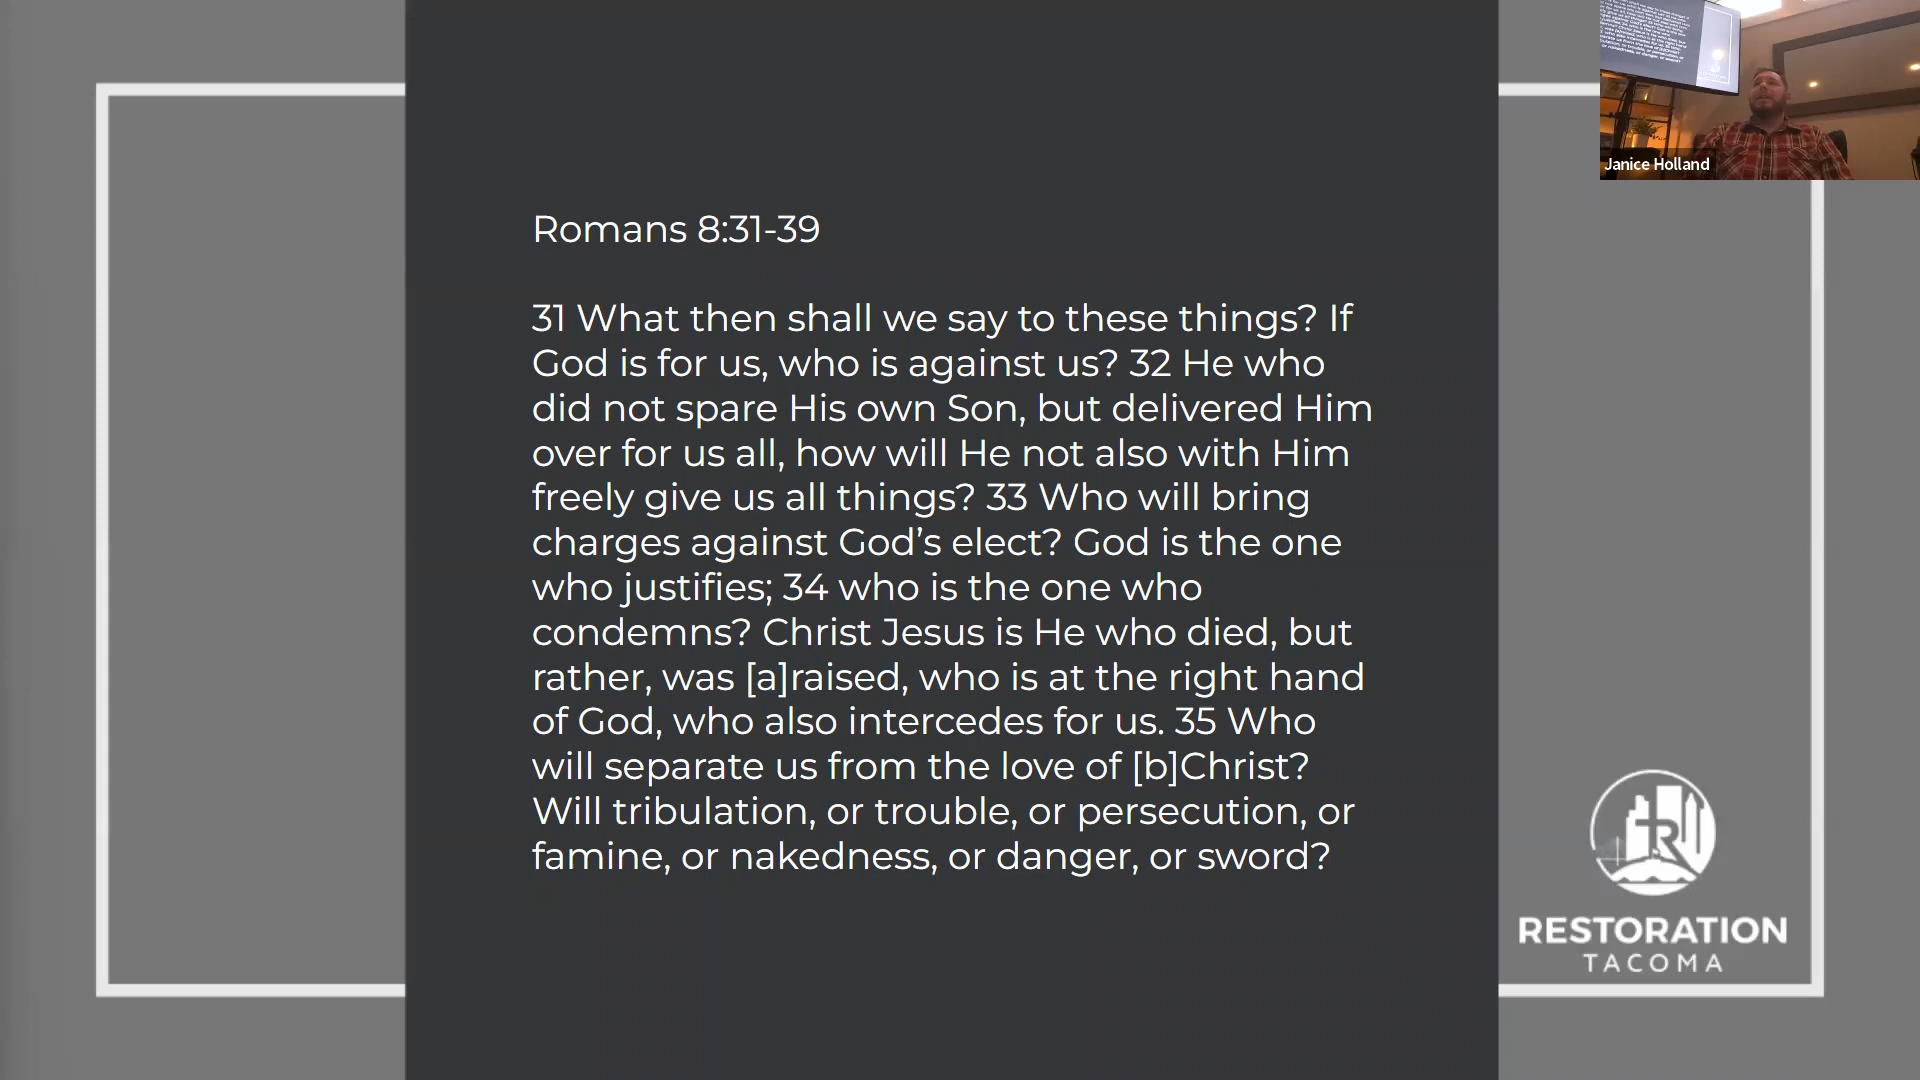 Romans 8:31-39
31 What then shall we say to these things? If
God is for us, who is against us? 32 He who
did not spare His own Son, but delivered Him
over for us all, how will He not also with Him
freely give us all things? 33 Who will bring
charges against God’s elect? God is the one
who justifies; 34 who is the one who
condemns? Christ Jesus is He who died, but
rather, was [a]raised, who is at the right hand
of God, who also intercedes for us. 35 Who
will separate us from the love of [b]Christ?
Will tribulation, or trouble, or persecution, or
famine, or nakedness, or danger, or sword?
Janice Holland
R
RESTORATION
TACOMA